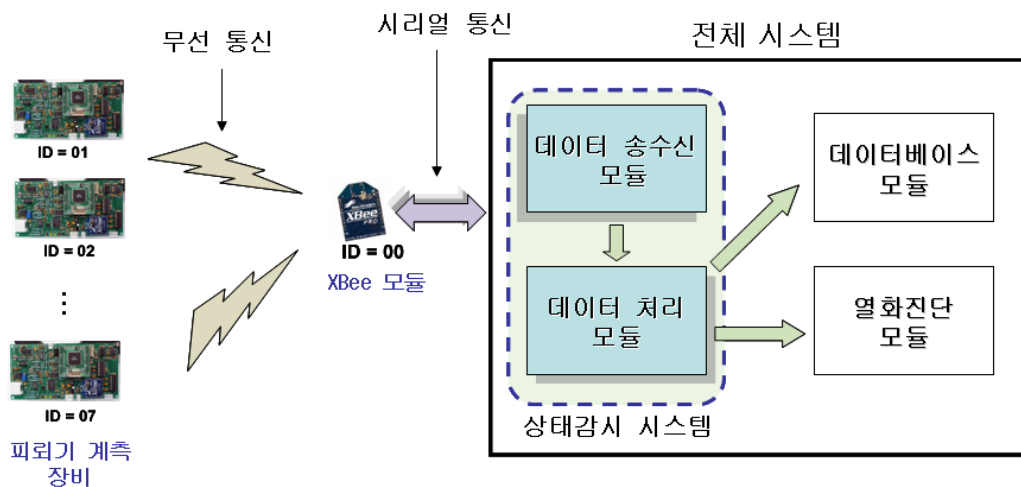 무선 통신
시리얼 통신
전체 시스템
ID = 01
ID = 02
⋮
ID = 07
피뢰기 계측
장비
XBee
PRO
ID = 00
XBee 모듈
데이터 송수신
모듈
데이터 처리
모듈
상태감시 시스템
데이터베이스
모듈
열화진단
모듈